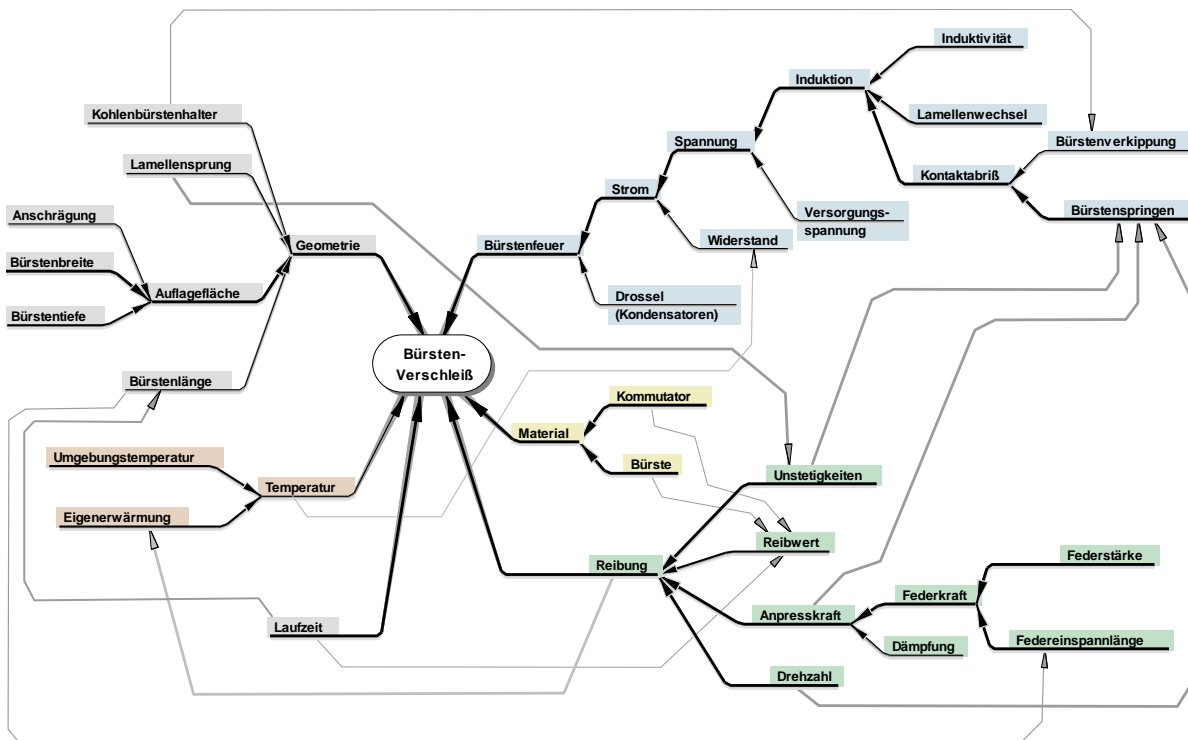 Induktivität
Induktion
Kohlenbürstenhalter
Lamellenwechsel
Spannung
Bürstenverkippung
Lamellensprung
Kontaktabriß
Strom
Anschrägung
Versorgungs-
spannung
Bürstenspringen
Geometrie
Bürstenfeuer
Widerstand
Bürstenbreite
Auflagefläche
Drossel
(Kondensatoren)
Bürstentiefe
Bürsten-
Verschleiß
Bürstenlänge
Kommutator
Material
Umgebungstemperatur
Bürste
Unstetigkeiten
Temperatur
Eigenerwärmung
Reibwert
Federstärke
Reibung
Federkraft
Anpresskraft
Laufzeit
Dämpfung
Federeinspannlänge
Drehzahl